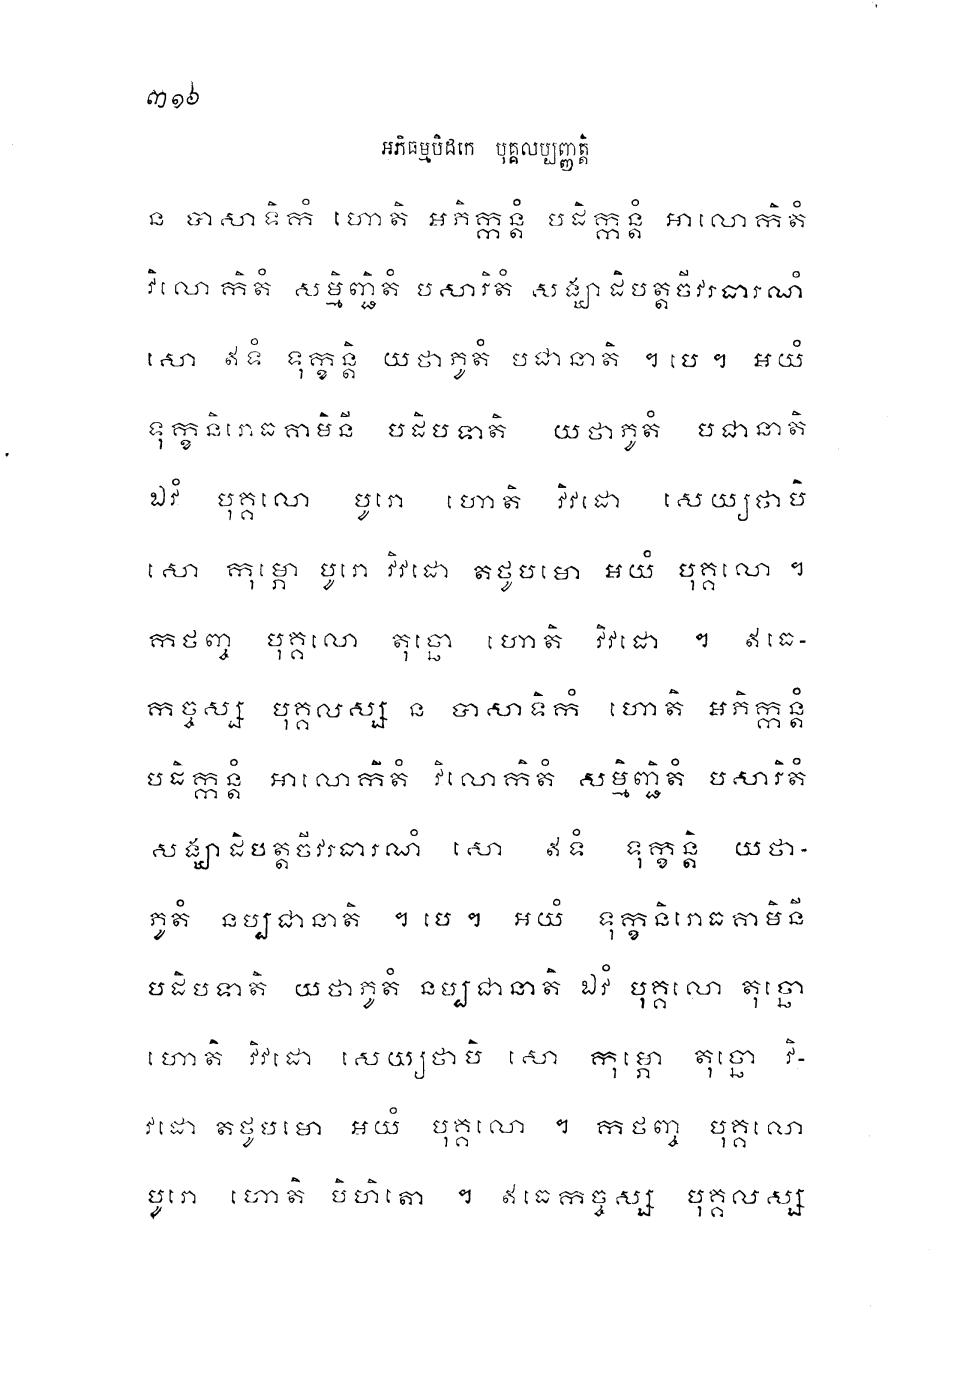 ៣១៦
អភិធម្មបិដកេ បុគ្គលប្បញ្ញត្តិ
ន បាសាទិកំ ហោតិ អភិក្កន្តំ បដិក្កន្តំ អាលោកិតំ
វិលោកិតំ សម្មិញ្ជិតំ បសារិតំ សង្ឃាដិបត្តចីវរធារណំ
សោ ឥទំ ទុក្ខន្តិ យថាភូតំ បជានាតិ ។ បេ ។ អយំ
ទុក្ខនិរោធគាមិនី បដិបទាតិ យថាភូតំ បជានាតិ
ឯវំ បុគ្គលោ បូរោ ហោតិ វិវដោ សេយ្យថាបិ
សោ កុម្ភោ បូរោ វិវដោ តថូបមោ អយំ បុគ្គលោ ។
កថញ្ច បុគ្គលោ តុច្ឆោ ហោតិ វិវដោ ។ ឥធេ-
កច្ចស្ស បុគ្គលស្ស ន បាសាទិកំ ហោតិ អភិក្កន្តំ
បដិក្កន្តំ អាលោកិតំ វិលោកិតំ សម្មិញ្ជិតំ បសារិតំ
សង្ឃាដិបត្តចីវរធារណំ សោ ឥទំ ទុក្ខន្តិ យថា-
ភូតំ នប្បជានាតិ ។ បេ ។ អយំ ទុក្ខនិរោធគាមិនី
បដិបទាតិ យថាភូតំ នប្បជានាតិ ឯវំ បុគ្គលោ តុច្ឆោ
ហោតិ វិវដោ សេយ្យថាបិ សោ កុម្ភោ តុច្ឆោ វិ-
វដោ តថូបមោ អយំ បុគ្គលោ ។ កថញ្ច បុគ្គលោ
បូរោ ហោតិ បិហិតោ ។ ឥធេកច្ចស្ស បុគ្គលស្ស